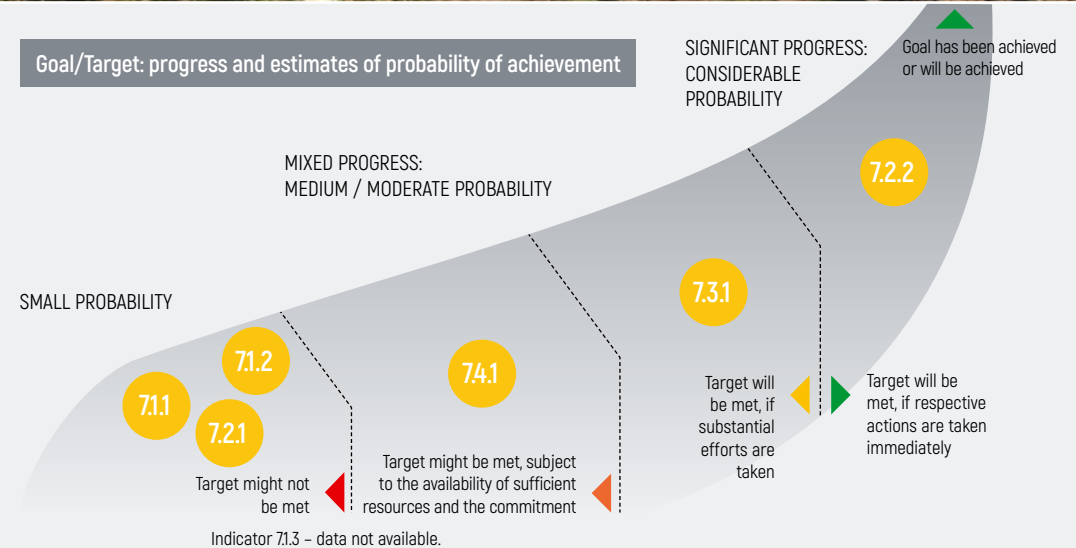 Goal/Target: progress and estimates of probability of achievement
SIGNIFICANT PROGRESS:
CONSIDERABLE
PROBABILITY
Goal has been achieved
or will be achieved
MIXED PROGRESS:
MEDIUM / MODERATE PROBABILITY
7.2.2
7.3.1
SMALL PROBABILITY
7.1.2
7.4.1
7.1.1
7.2.1
Target will
be met, if
substantial
efforts are
taken
Target will be
met, if respective
actions are taken
immediately
Target might not
be met
Target might be met, subject
to the availability of sufficient
resources and the commitment
Indicator 7.1.3 – data not available.